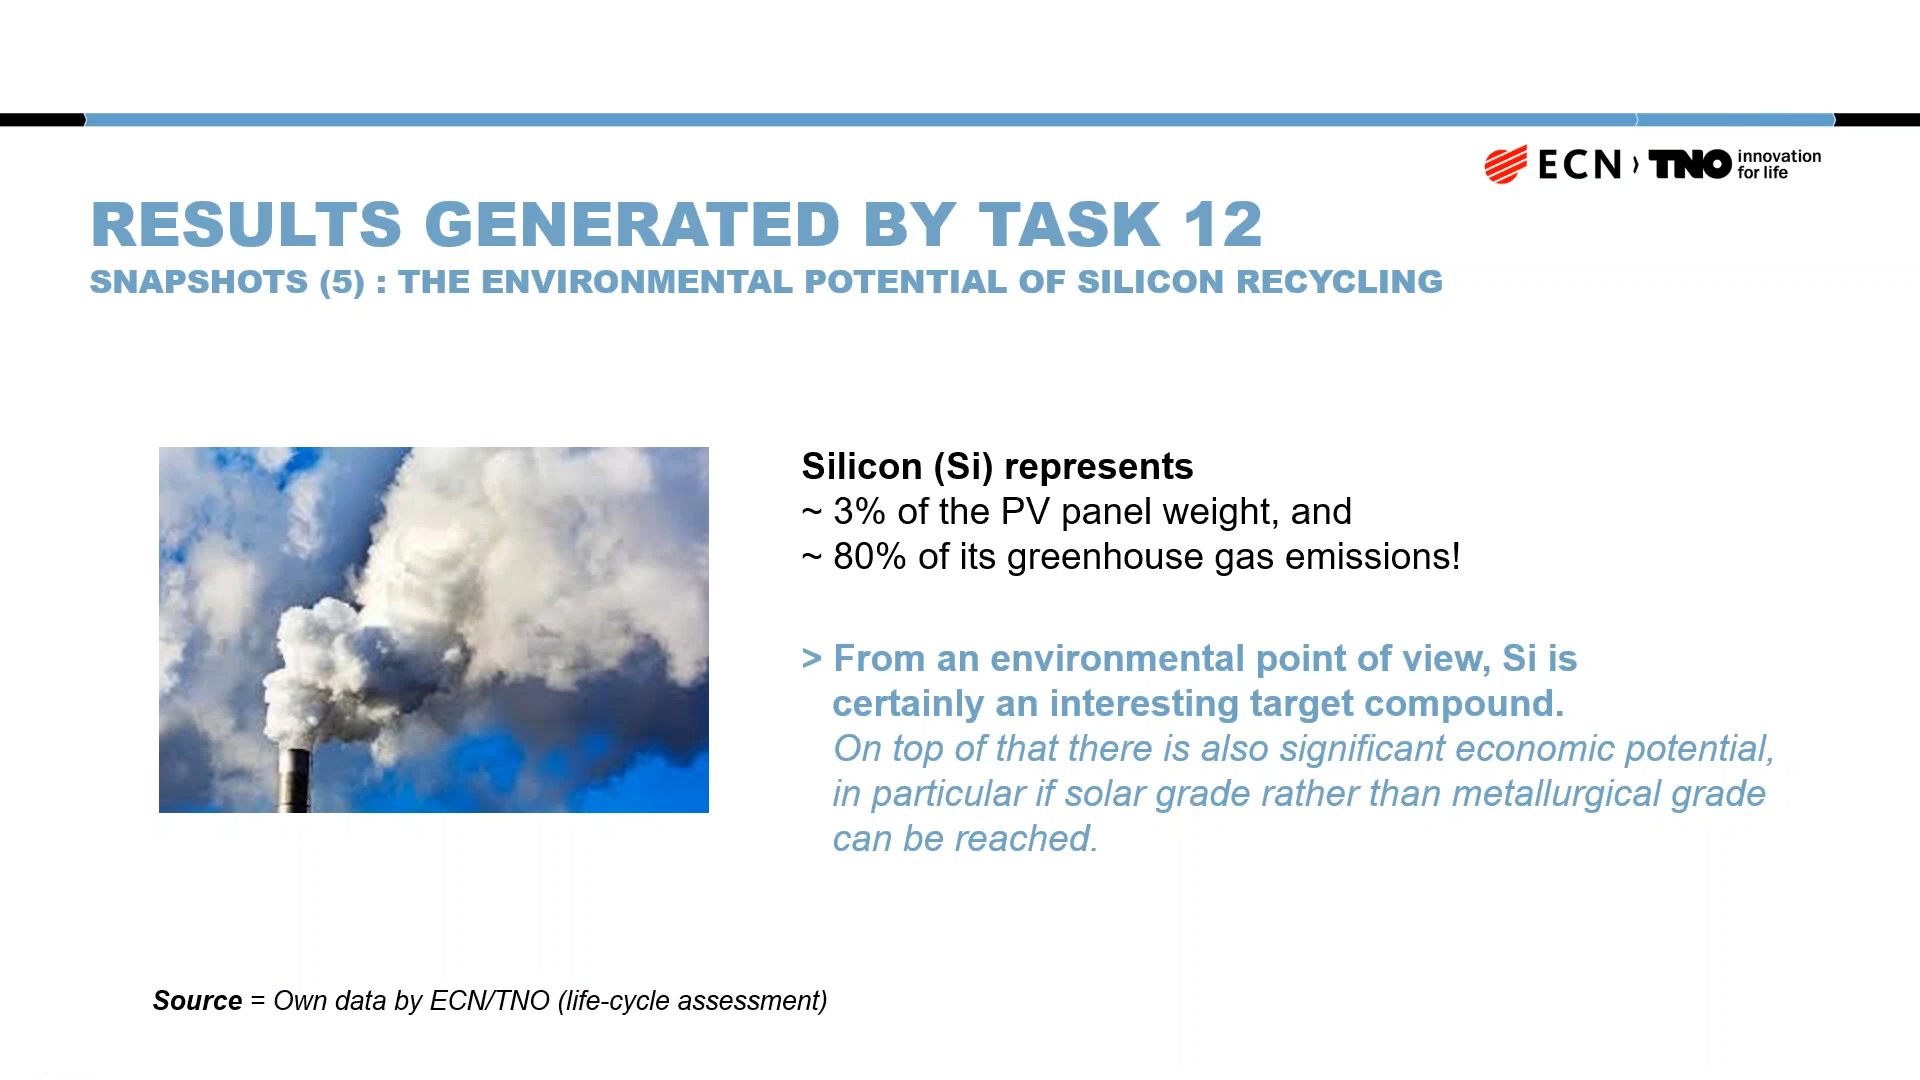 ECN › TNO innovation
for life
RESULTS GENERATED BY TASK 12
SNAPSHOTS (5) : THE ENVIRONMENTAL POTENTIAL OF SILICON RECYCLING
Silicon (Si) represents
~ 3% of the PV panel weight, and
~ 80% of its greenhouse gas emissions!
> From an environmental point of view, Si is
certainly an interesting target compound.
On top of that there is also significant economic potential,
in particular if solar grade rather than metallurgical grade
can be reached.
Source = Own data by ECN/TNO (life-cycle assessment)